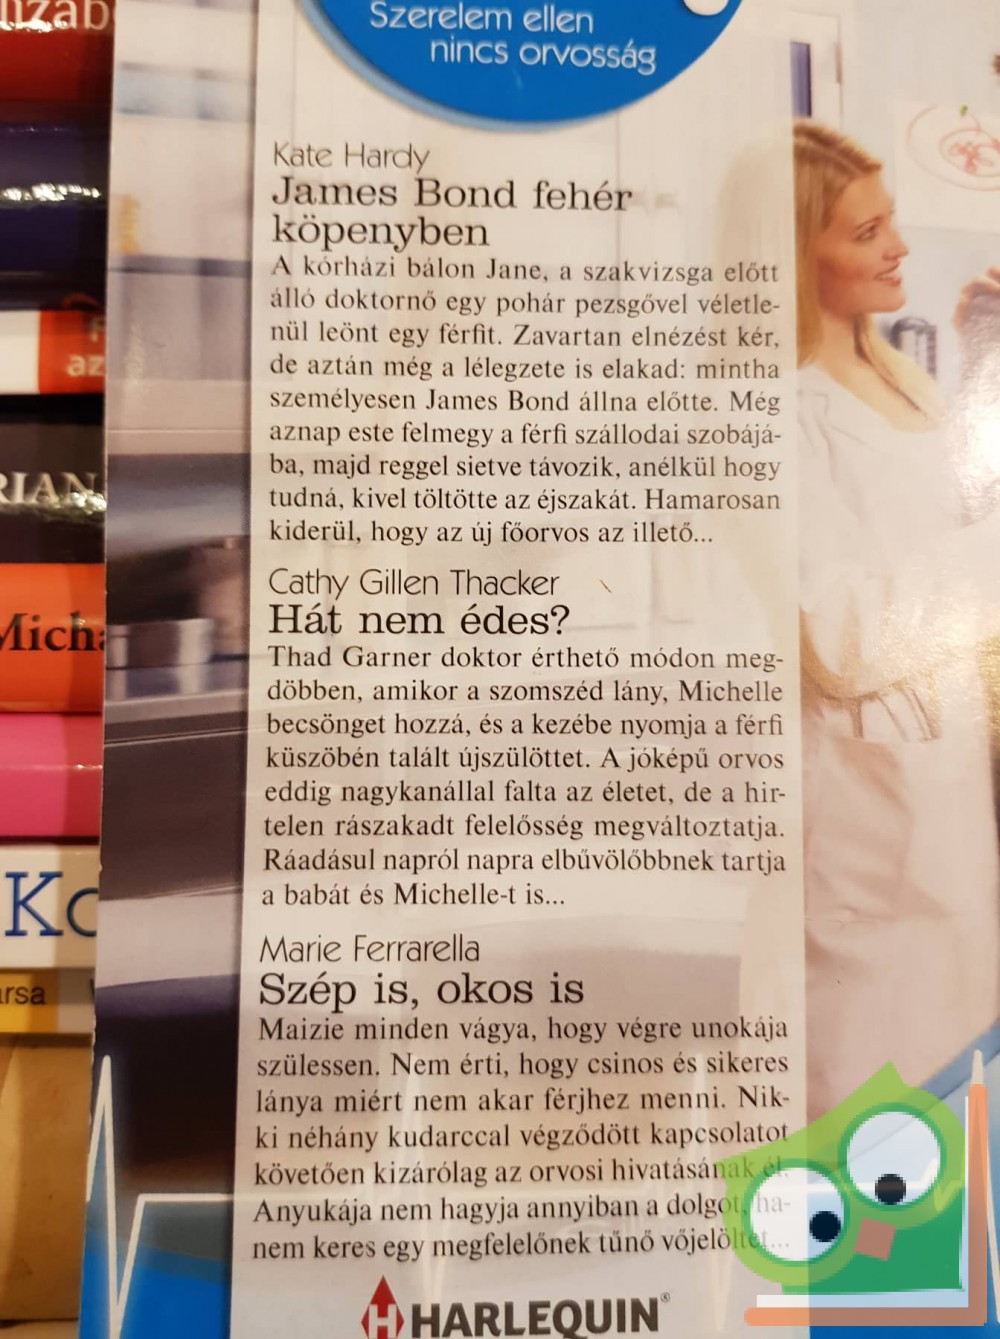 Szerelem ellen
nincs orvosság
Kate Hardy
James Bond fehér
köpenyben
A kórházi bálon Jane, a szakvizsga előtt
álló doktornő egy pohár pezsgővel véletle-
nül leönt egy férfit. Zavartan elnézést kér,
de aztán még a lélegzete is elakad: mintha
személyesen James Bond állna előtte. Még
aznap este felmegy a férfi szállodai szobájá-
ba, majd reggel sietve távozik, anélkül hogy
tudná, kivel töltötte az éjszakát. Hamarosan
kiderül, hogy az új főorvos az illető...
Cathy Gillen Thacker
Hát nem édes?
Thad Garner doktor érthető módon meg-
döbben, amikor a szomszéd lány, Michelle
becsönget hozzá, és a kezébe nyomja a férfi
küszöbén talált újszülöttet. A jóképű orvos
eddig nagykanállal falta az életet, de a hir-
telen rászakadt felelősség megváltoztatja.
Ráadásul napról napra elbűvölőbbnek tartja
a babát és Michelle-t is...
Marie Ferrarella
Szép is, okos is
Maizie minden vágya, hogy végre unokája
szülessen. Nem érti, hogy csinos és sikeres
lánya miért nem akar férjhez menni. Nik-
ki néhány kudarccal végződött kapcsolatot
követően kizárólag az orvosi hivatásának él.
Anyukája nem hagyja annyiban a dolgot, ha-
nem keres egy megfelelőnek tűnő vőjelöltet...
H HARLEQUIN®
az
RIAN
Micha
Ko
arsa